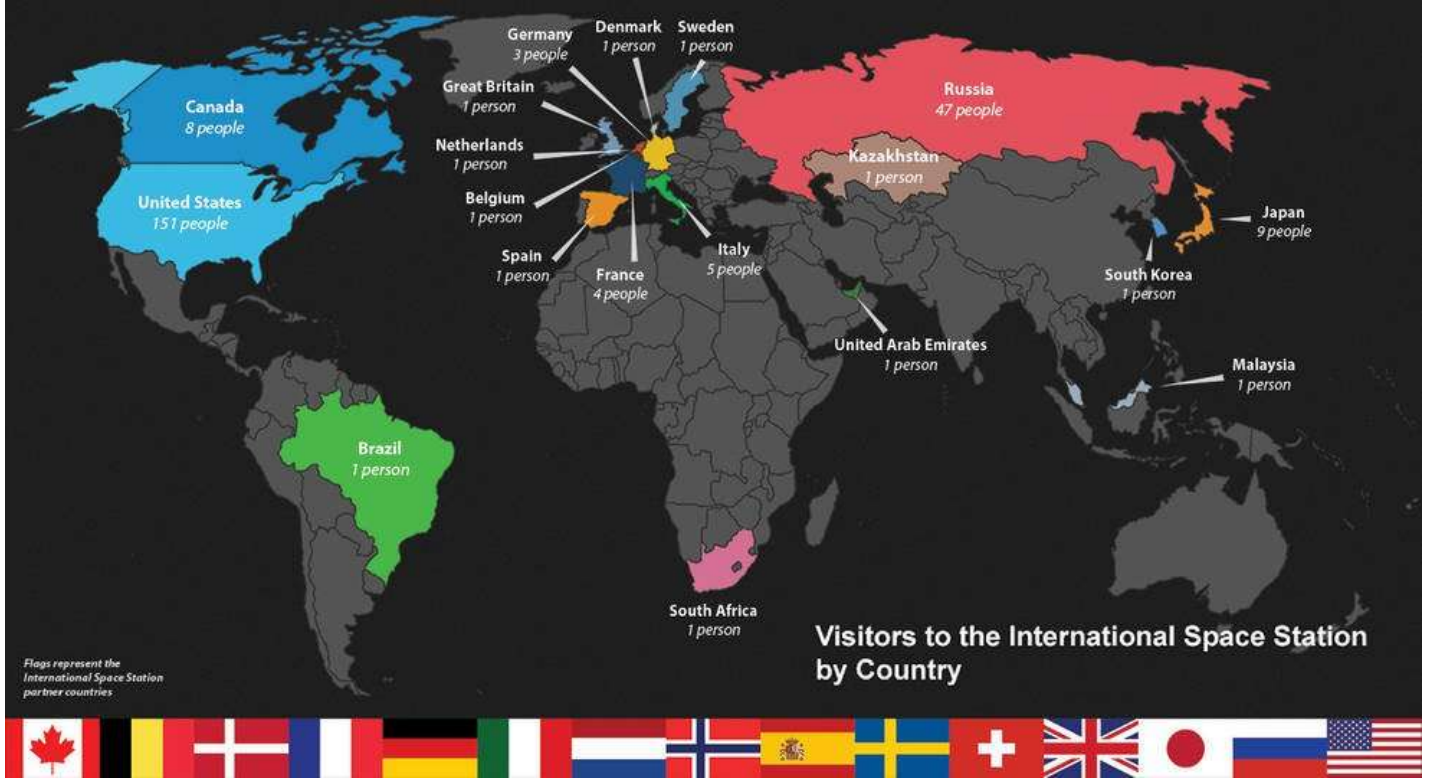 Germany
3 people
Denmark
1 person
Sweden
1 person
Great Britain
1 person
Canada
8 people
Russia
47 people
Netherlands
1 person
Kazakhstan
1 person
United States
151 people
Belgium
1 person
Japan
9 people
Spain
1 person
France
4 people
Italy
5 people
South Korea
1 person
United Arab Emirates
1 person
Malaysia
1 person
Brazil
1 person
South Africa
1 person
Visitors to the International Space Station
by Country
Flags represent the
International Space Station
partner countries